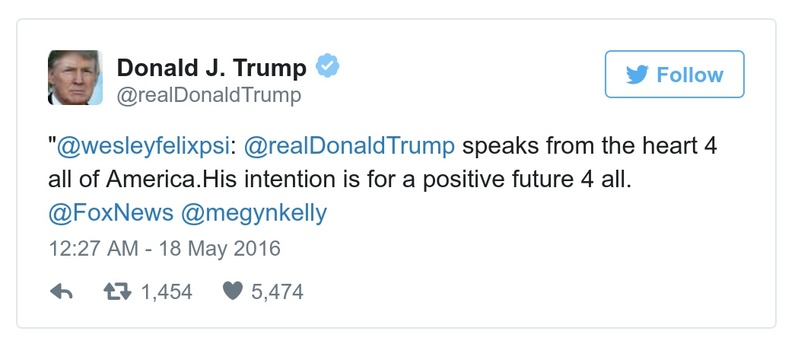 Donald J. Trump
@realDonaldTrump
Follow
"@wesleyfelixpsi: @realDonaldTrump speaks from the heart 4
all of America.His intention is for a positive future 4 all.
@FoxNews @megynkelly
12:27 AM - 18 May 2016
1,454 5,474